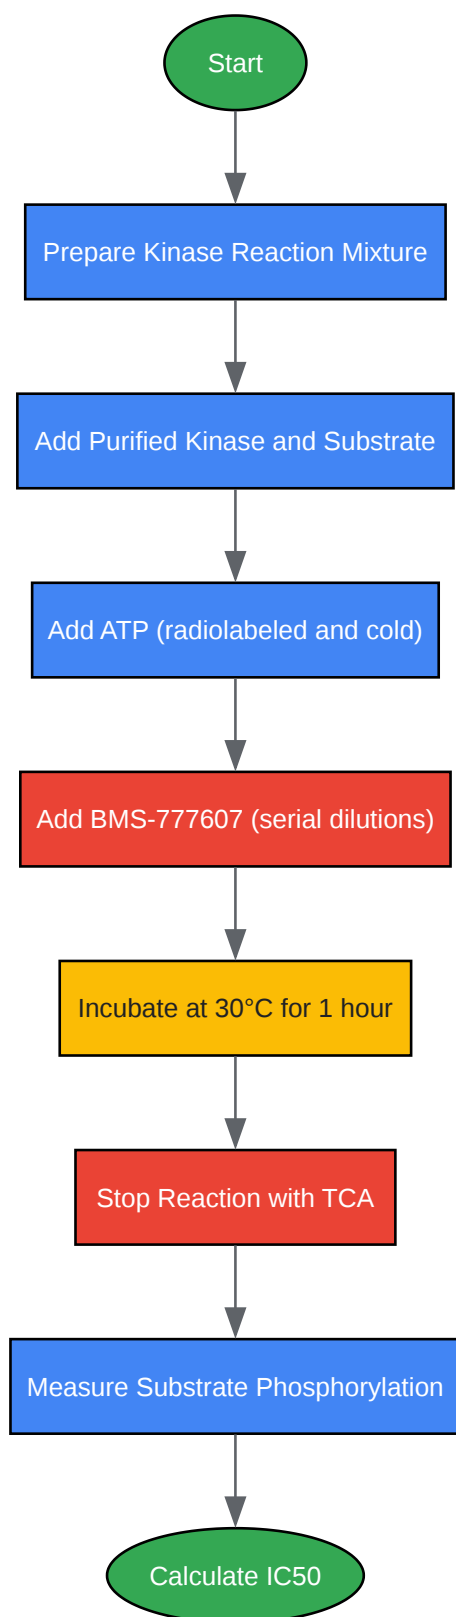 Start
Prepare Kinase Reaction Mixture
Add Purified Kinase and Substrate
Add ATP (radiolabeled and cold)
Add BMS-777607 (serial dilutions)
Incubate at 30°C for 1 hour
Stop Reaction with TCA
Measure Substrate Phosphorylation
Calculate IC50